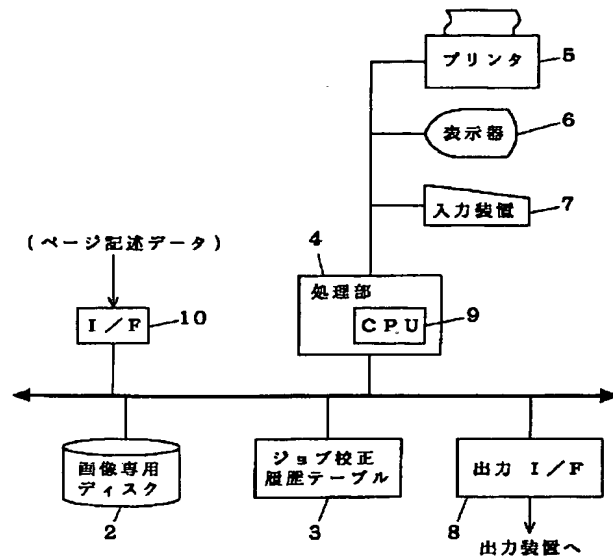 プリンタ
5
表示器
6
入力装置
7
(ページ記述データ)
4
処理部
CPU
9
I/F
10
画像専用
ディスク
2
ジョブ校正
履歴テーブル
3
出力 I/F
8
出力装置へ